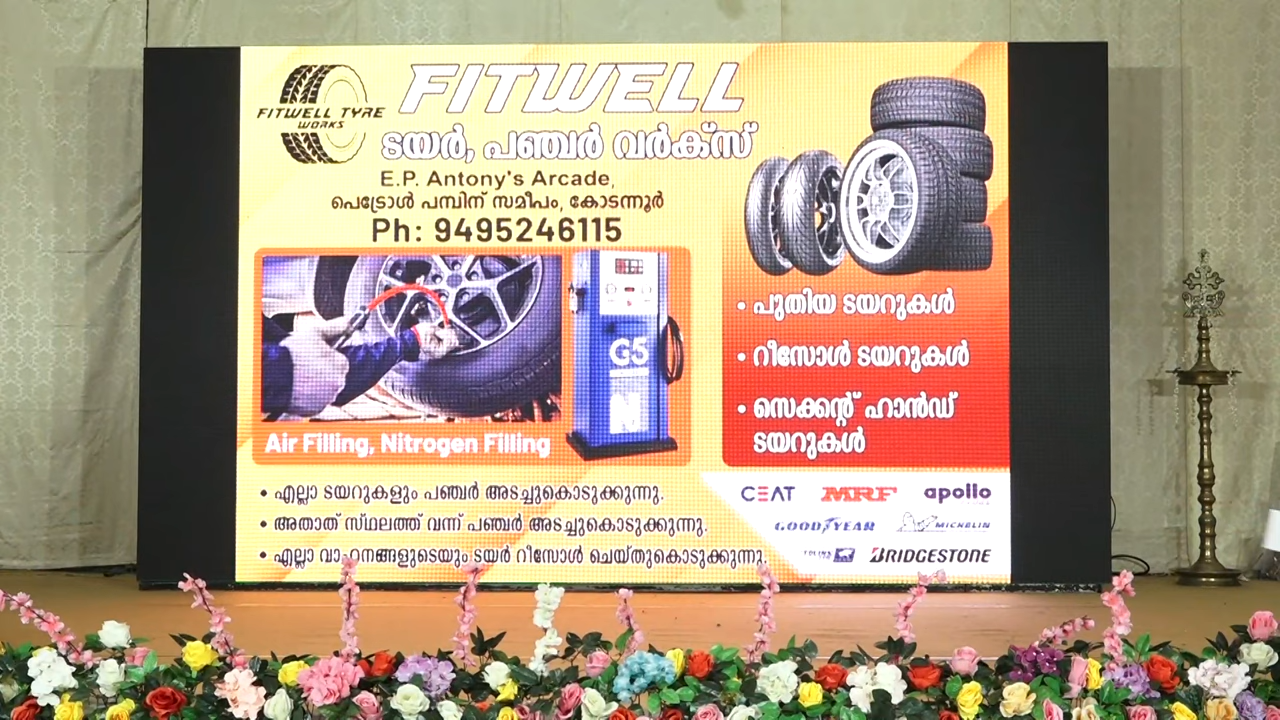 FITWELL TYRE
WORKS
FITWELL
ടയർ, പഞ്ചർ വർക്സ്
E.P. Antony's Arcade,
പെട്രോൾ പമ്പിന് സമീപം, കോടന്നൂർ
Ph: 9495246115
G5
Air Filling, Nitrogen Filling
• പുതിയ ടയറുകൾ
• റീസോൾ ടയറുകൾ
• സെക്കന്റ് ഹാൻഡ്
ടയറുകൾ
• എല്ലാ ടയറുകളും പഞ്ചർ അടച്ചുകൊടുക്കുന്നു.
• അതാത് സ്ഥലത്ത് വന്ന് പഞ്ചർ അടച്ചുകൊടുക്കുന്നു.
• എല്ലാ വാഹനങ്ങളുടെയും ടയർ റീസോൾ ചെയ്തുകൊടുക്കുന്നു.
CEAT MRF apollo
GOODYEAR MICHELIN
BRIDGESTONE